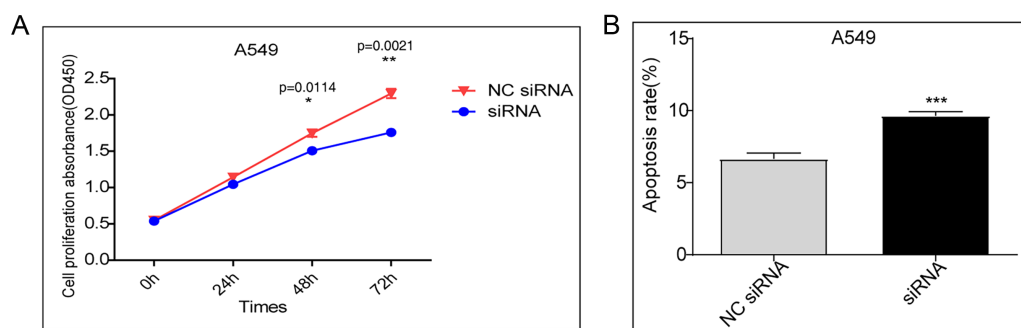 A
A549
p=0.0021
**
p=0.0114
*
NC siRNA
siRNA
Cell proliferation absorbance(OD450)
2.5
2.0
1.5
1.0
0.5
0.0
0h
24h
48h
72h
Times
B
A549
Apoptosis rate(%)
15
10
5
0
***
NC siRNA
siRNA